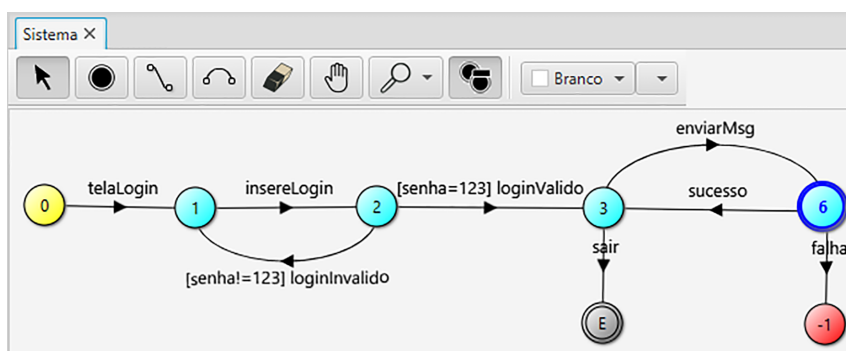 Sistema X
Branco
enviarMsg
telaLogin
insereLogin
[senha=123] loginValido
sucesso
0
1
2
3
6
[senha!=123] loginInvalido
sair
falha
E
-1